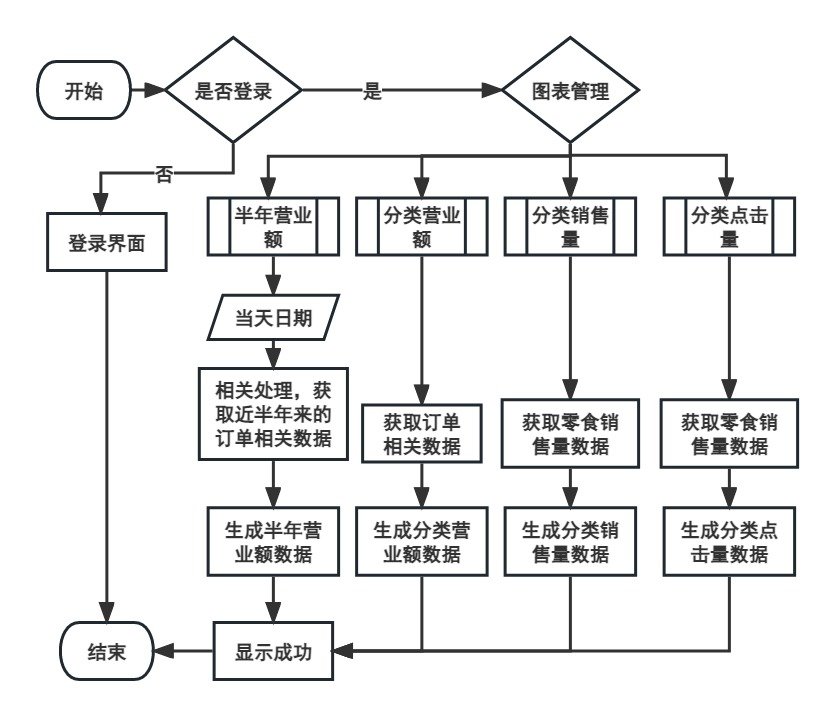 开始
是否登录
是
图表管理
否
登录界面
半年营业
额
分类营业
额
分类销售
量
分类点击
量
当天日期
相关处理，获
取近半年来的
订单相关数据
获取订单
相关数据
获取零食销
售量数据
获取零食销
售量数据
生成半年营
业额数据
生成分类营
业额数据
生成分类销
售量数据
生成分类点
击量数据
结束
显示成功